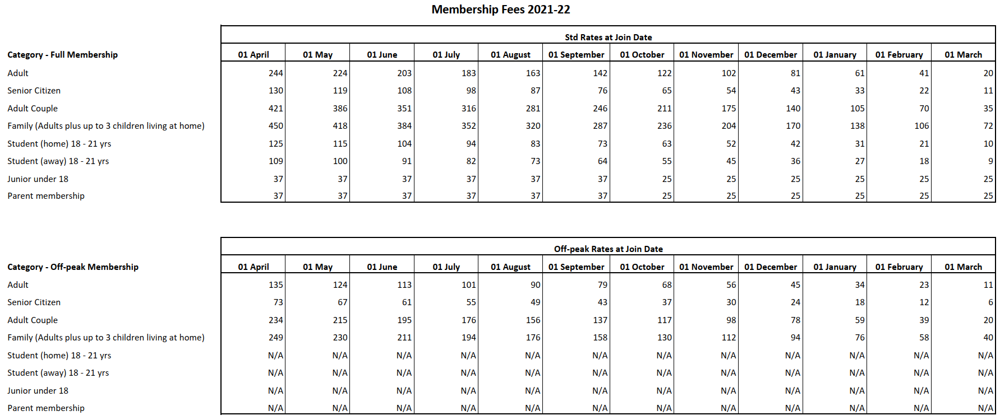 Membership Fees 2021-22
Std Rates at Join Date
Category - Full Membership 01 April 01 May 01 June 01 July 01 August 01 September 01 October 01 November 01 December 01 January 01 February 01 March
Adult 244 224 203 183 163 142 122 102 81 61 41 20
Senior Citizen 130 119 108 98 87 76 65 54 43 33 22 11
Adult Couple 421 386 351 316 281 246 211 175 140 105 70 35
Family (Adults plus up to 3 children living at home) 450 418 384 352 320 287 236 204 170 138 106 72
Student (home) 18 - 21 yrs 125 115 104 94 83 73 63 52 42 31 21 10
Student (away) 18 - 21 yrs 109 100 91 82 73 64 55 45 36 27 18 9
Junior under 18 37 37 37 37 37 37 25 25 25 25 25 25
Parent membership 37 37 37 37 37 37 25 25 25 25 25 25
Off-peak Rates at Join Date
Category - Off-peak Membership 01 April 01 May 01 June 01 July 01 August 01 September 01 October 01 November 01 December 01 January 01 February 01 March
Adult 135 124 113 101 90 79 68 56 45 34 23 11
Senior Citizen 73 67 61 55 49 43 37 30 24 18 12 6
Adult Couple 234 215 195 176 156 137 117 98 78 59 39 20
Family (Adults plus up to 3 children living at home) 249 230 211 194 176 158 130 112 94 76 58 40
Student (home) 18 - 21 yrs N/A N/A N/A N/A N/A N/A N/A N/A N/A N/A N/A N/A
Student (away) 18 - 21 yrs N/A N/A N/A N/A N/A N/A N/A N/A N/A N/A N/A N/A
Junior under 18 N/A N/A N/A N/A N/A N/A N/A N/A N/A N/A N/A N/A
Parent membership N/A N/A N/A N/A N/A N/A N/A N/A N/A N/A N/A N/A